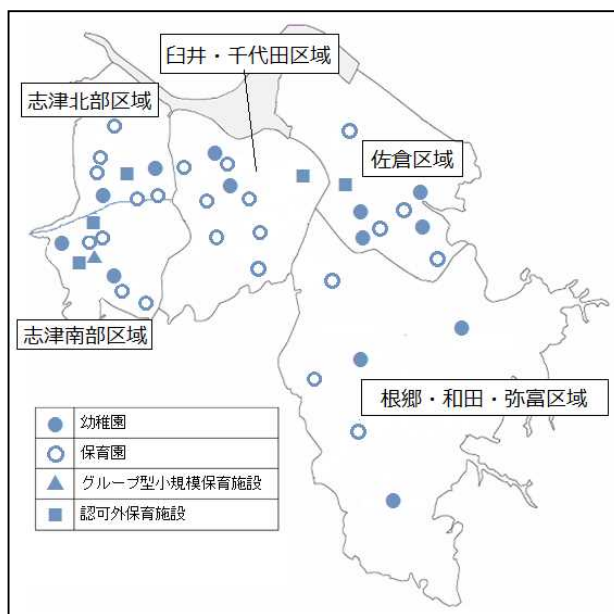 臼井・千代田区域
志津北部区域
佐倉区域
志津南部区域
根郷・和田・弥富区域
幼稚園
保育園
グループ型小規模保育施設
認可外保育施設